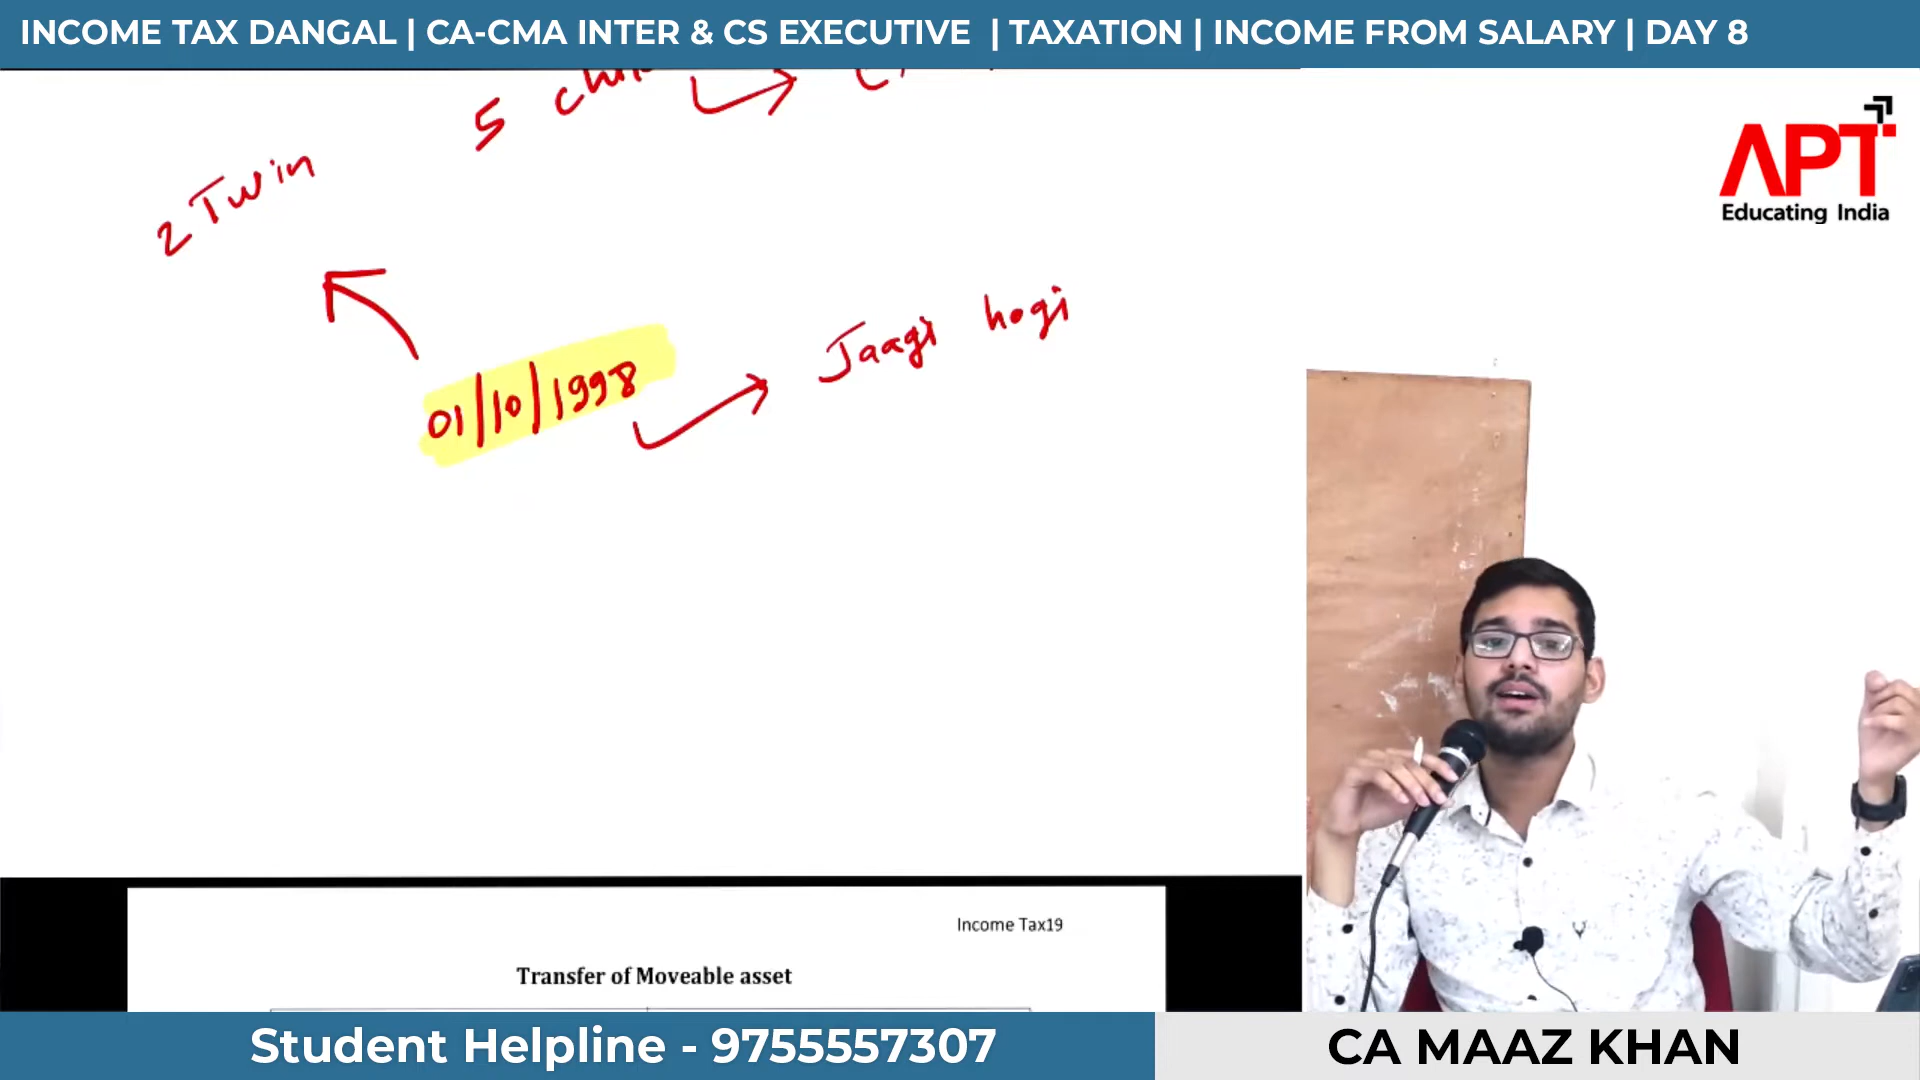 INCOME TAX DANGAL | CA-CMA INTER & CS EXECUTIVE | TAXATION | INCOME FROM SALARY | DAY 8
APT
Educating India
5
2 Twin
Jaagi hogi
01/10/1998
Income Tax19
Transfer of Moveable asset
Student Helpline - 9755557307
CA MAAZ KHAN